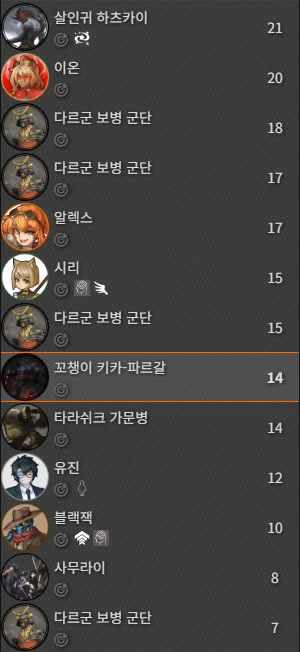 살인귀 하츠카이 21
이온 20
다르군 보병 군단 18
다르군 보병 군단 17
알렉스 17
시리 15
다르군 보병 군단 15
꼬챙이 키카-파르갈 14
타라쉬크 가문병 14
유진 12
블랙잭 10
사무라이 8
다르군 보병 군단 7